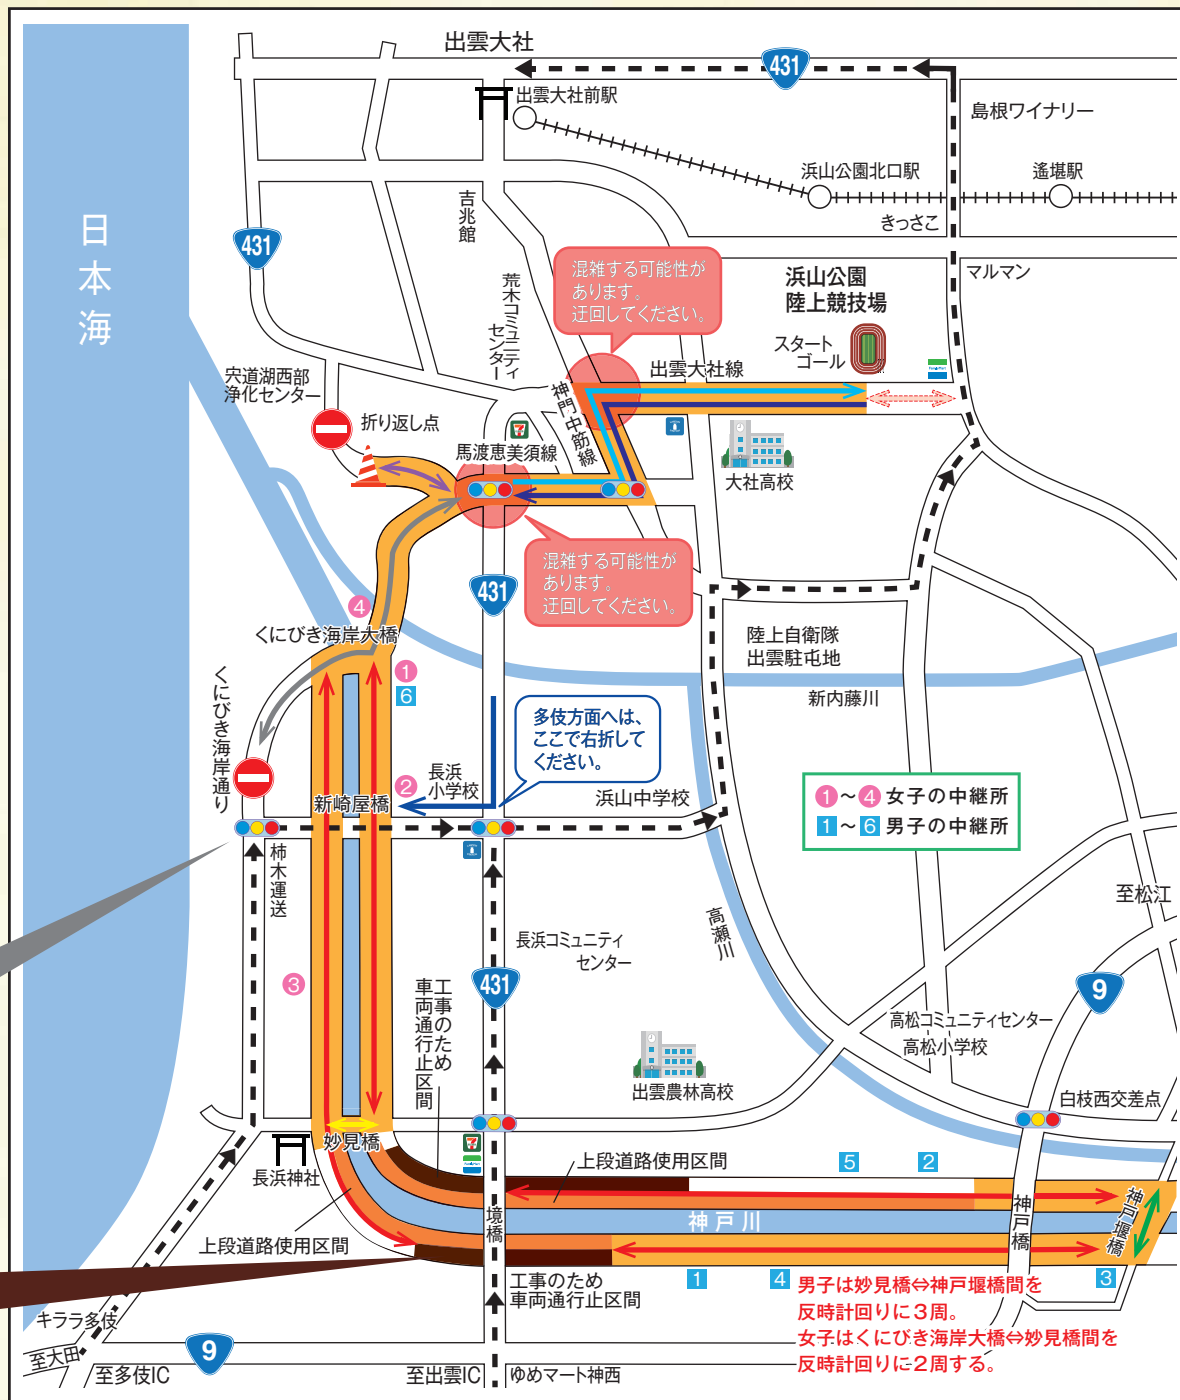 出雲大社
431
出雲大社前駅
島根ワイナリー
浜山公園北口駅
遙堪駅
きっさこ
吉兆館
431
日本海
マルマン
混雑する可能性が
あります。
迂回してください。
浜山公園
陸上競技場
スタート
ゴール
荒木コミュニティ
センター
出雲大社線
神門中筋線
宍道湖西部
浄化センター
折り返し点
馬渡恵美須線
大社高校
混雑する可能性が
あります。
迂回してください。
431
4
くにびき海岸大橋
1
6
陸上自衛隊
出雲駐屯地
新内藤川
くにびき海岸通り
多伎方面へは、
ここで右折して
ください。
2
長浜
小学校
新崎屋橋
浜山中学校
1～4女子の中継所
1～6男子の中継所
柿木運送
至松江
高瀬川
長浜コミュニティ
センター
3
431
9
工事のため
車両通行止区間
高松コミュニティセンター
高松小学校
出雲農林高校
白枝西交差点
妙見橋
長浜神社
上段道路使用区間
5
2
境橋
神戸川
神戸橋
神戸堰橋
上段道路使用区間
工事のため
車両通行止区間
1
4
3
男子は妙見橋⇔神戸堰橋間を
反時計回りに３周。
女子はくにびき海岸大橋⇔妙見橋間を
反時計回りに２周する。
キララ多伎
至大田
9
至多伎IC
至出雲IC
ゆめマート神西